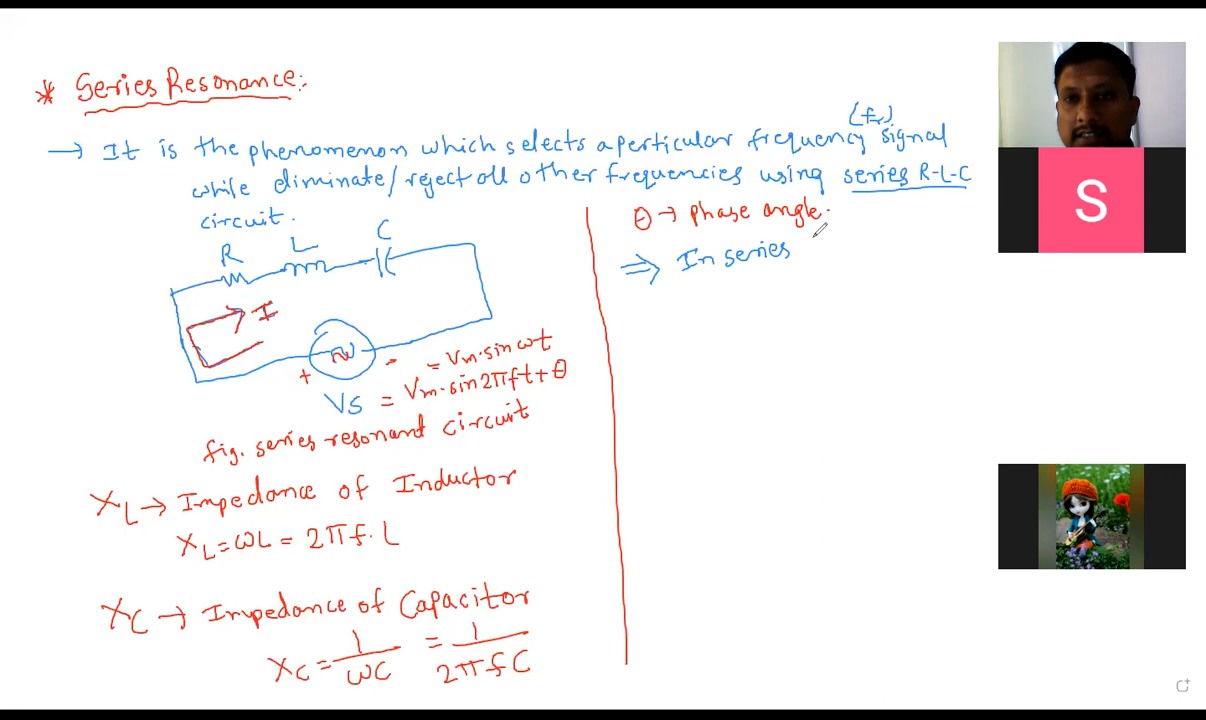 * Series Resonance:
(fr)
→ It is the phenomenon which selects a perticular frequency signal
while eliminate/reject all other frequencies using series R-L-C
circuit.
R L C
I
+ -
Vs = Vm·sin ωt
= Vm·sin 2πft + θ
fig. series resonant circuit
XL → Impedance of Inductor
XL = ωL = 2πf·L
XC → Impedance of Capacitor
XC = 1/ωC = 1/2πfC
θ → phase angle.
⇒ In series
S